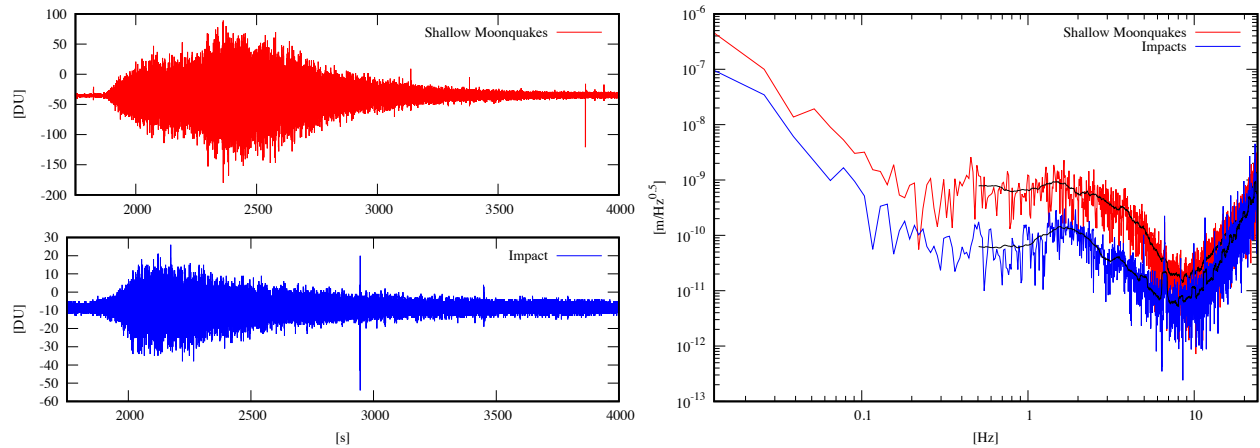 100
50
0
-50
-100
-150
-200
[DU]
Shallow Moonquakes
2000 2500 3000 3500 4000
30
20
10
0
-10
-20
-30
-40
-50
-60
[DU]
Impact
2000 2500 3000 3500 4000
[s]
10^-6
10^-7
10^-8
10^-9
10^-10
10^-11
10^-12
10^-13
[m/Hz^0.5]
Shallow Moonquakes
Impacts
0.1 1 10
[Hz]